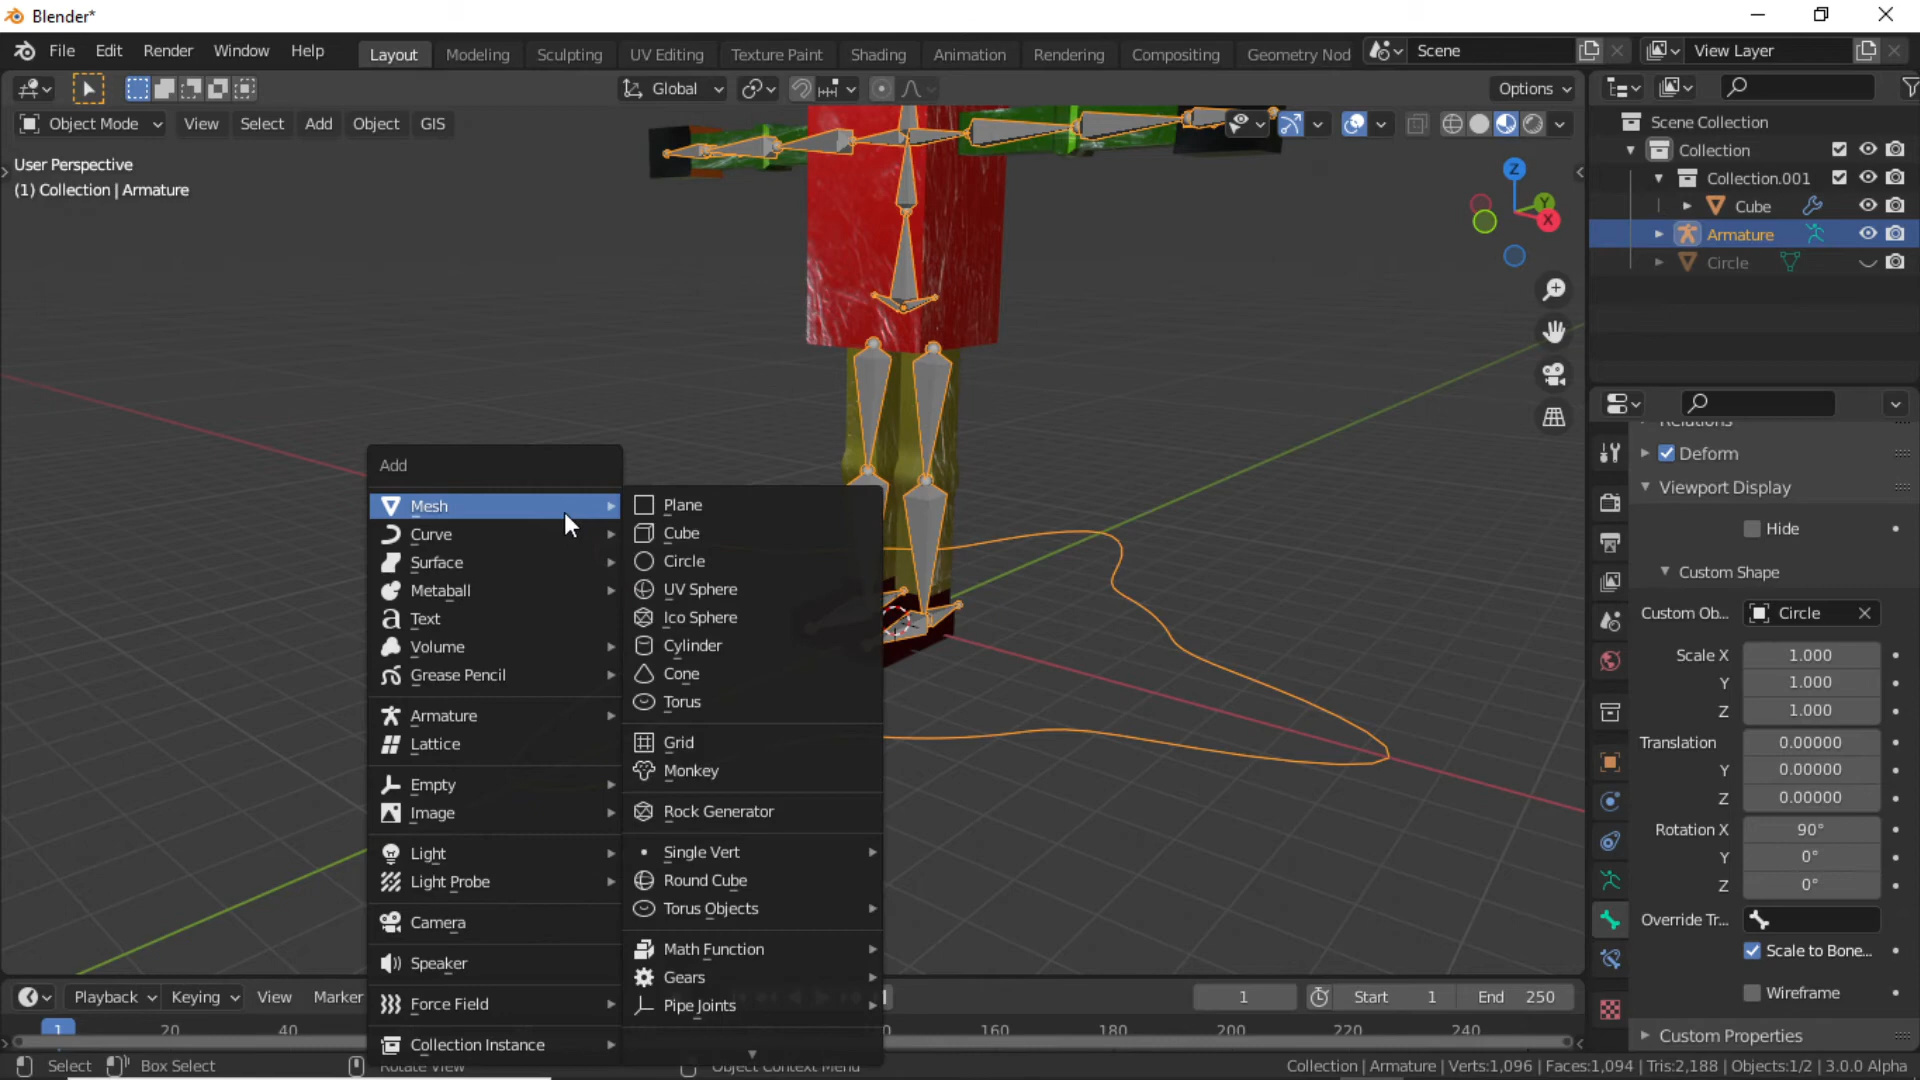 Blender*
File Edit Render Window Help Layout Modeling Sculpting UV Editing Texture Paint Shading Animation Rendering Compositing Geometry Nod Scene View Layer
Global Options
Object Mode View Select Add Object GIS
User Perspective
(1) Collection | Armature
Z
Y
X
Scene Collection
Collection
Collection.001
Cube
Armature
Circle
Add
Mesh
Curve
Surface
Metaball
Text
Volume
Grease Pencil
Armature
Lattice
Empty
Image
Light
Light Probe
Camera
Speaker
Force Field
Collection Instance
Plane
Cube
Circle
UV Sphere
Ico Sphere
Cylinder
Cone
Torus
Grid
Monkey
Rock Generator
Single Vert
Round Cube
Torus Objects
Math Function
Gears
Pipe Joints
Relations
Deform
Viewport Display
Hide
Custom Shape
Custom Ob... Circle
Scale X 1.000
Y 1.000
Z 1.000
Translation 0.00000
Y 0.00000
Z 0.00000
Rotation X 90°
Y 0°
Z 0°
Override Tr...
Scale to Bone...
Wireframe
Custom Properties
Playback Keying View Marker 1 Start 1 End 250
1 20 40 160 180 200 220 240
Select Box Select Rotate View Object Context Menu Collection | Armature | Verts:1,096 | Faces:1,094 | Tris:2,188 | Objects:1/2 | 3.0.0 Alpha